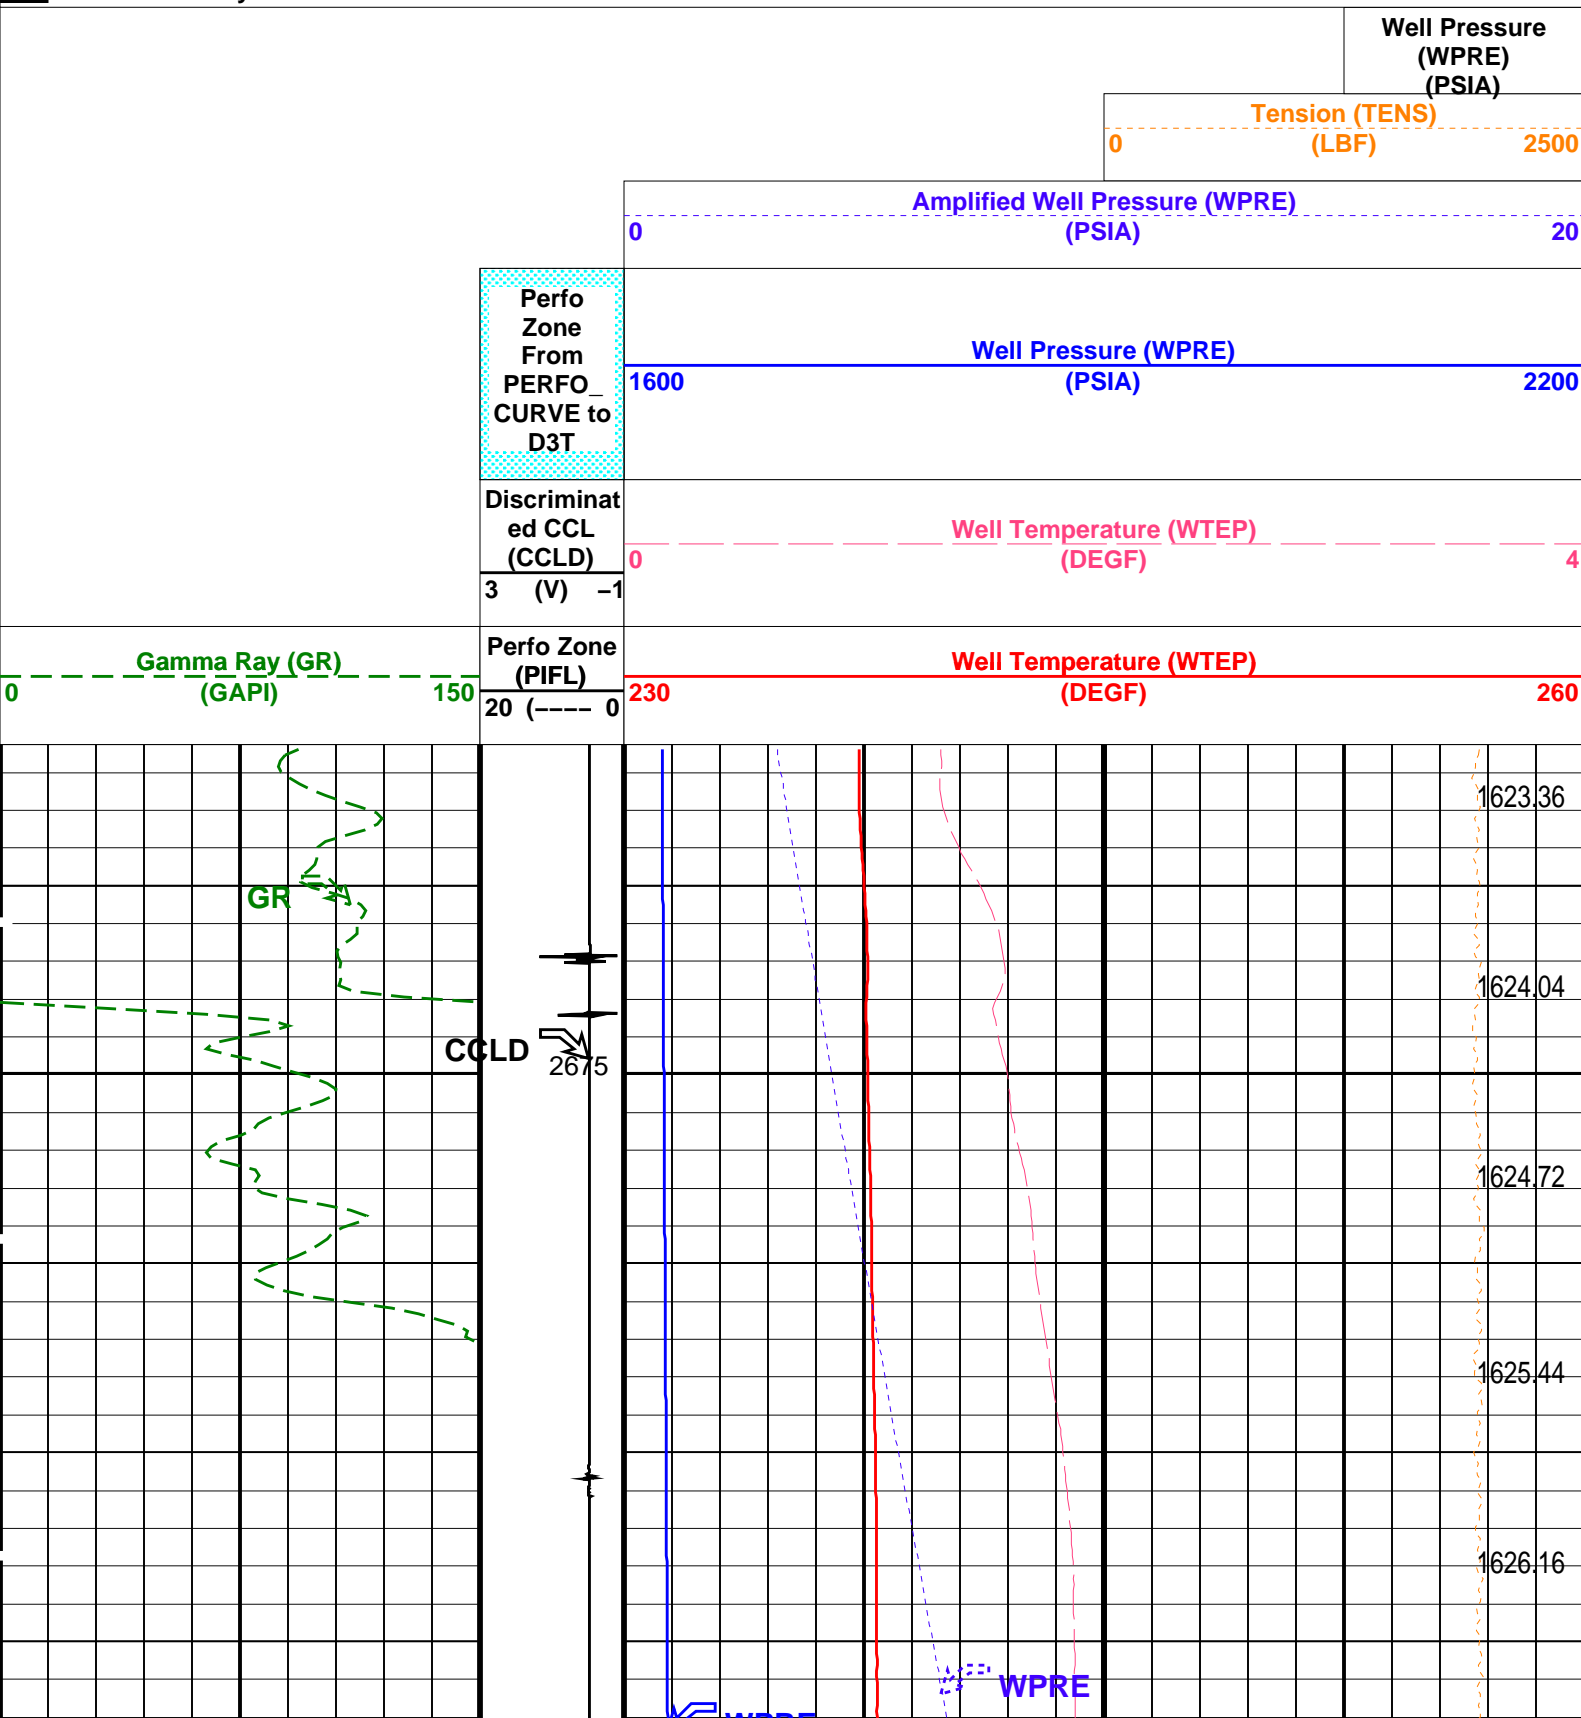 Well Pressure
(WPRE)
(PSIA)
Tension (TENS)
0 (LBF) 2500
Amplified Well Pressure (WPRE)
0 (PSIA) 20
Perfo
Zone
From
PERFO_
CURVE to
D3T
Well Pressure (WPRE)
1600 (PSIA) 2200
Discriminat
ed CCL
(CCLD)
3 (V) −1
Well Temperature (WTEP)
0 (DEGF) 4
Gamma Ray (GR)
0 (GAPI) 150
Perfo Zone
(PIFL)
20 (−−−− 0
Well Temperature (WTEP)
230 (DEGF) 260
1623.36
GR
1624.04
CCLD
2675
1624.72
1625.44
1626.16
WPRE
WPRE